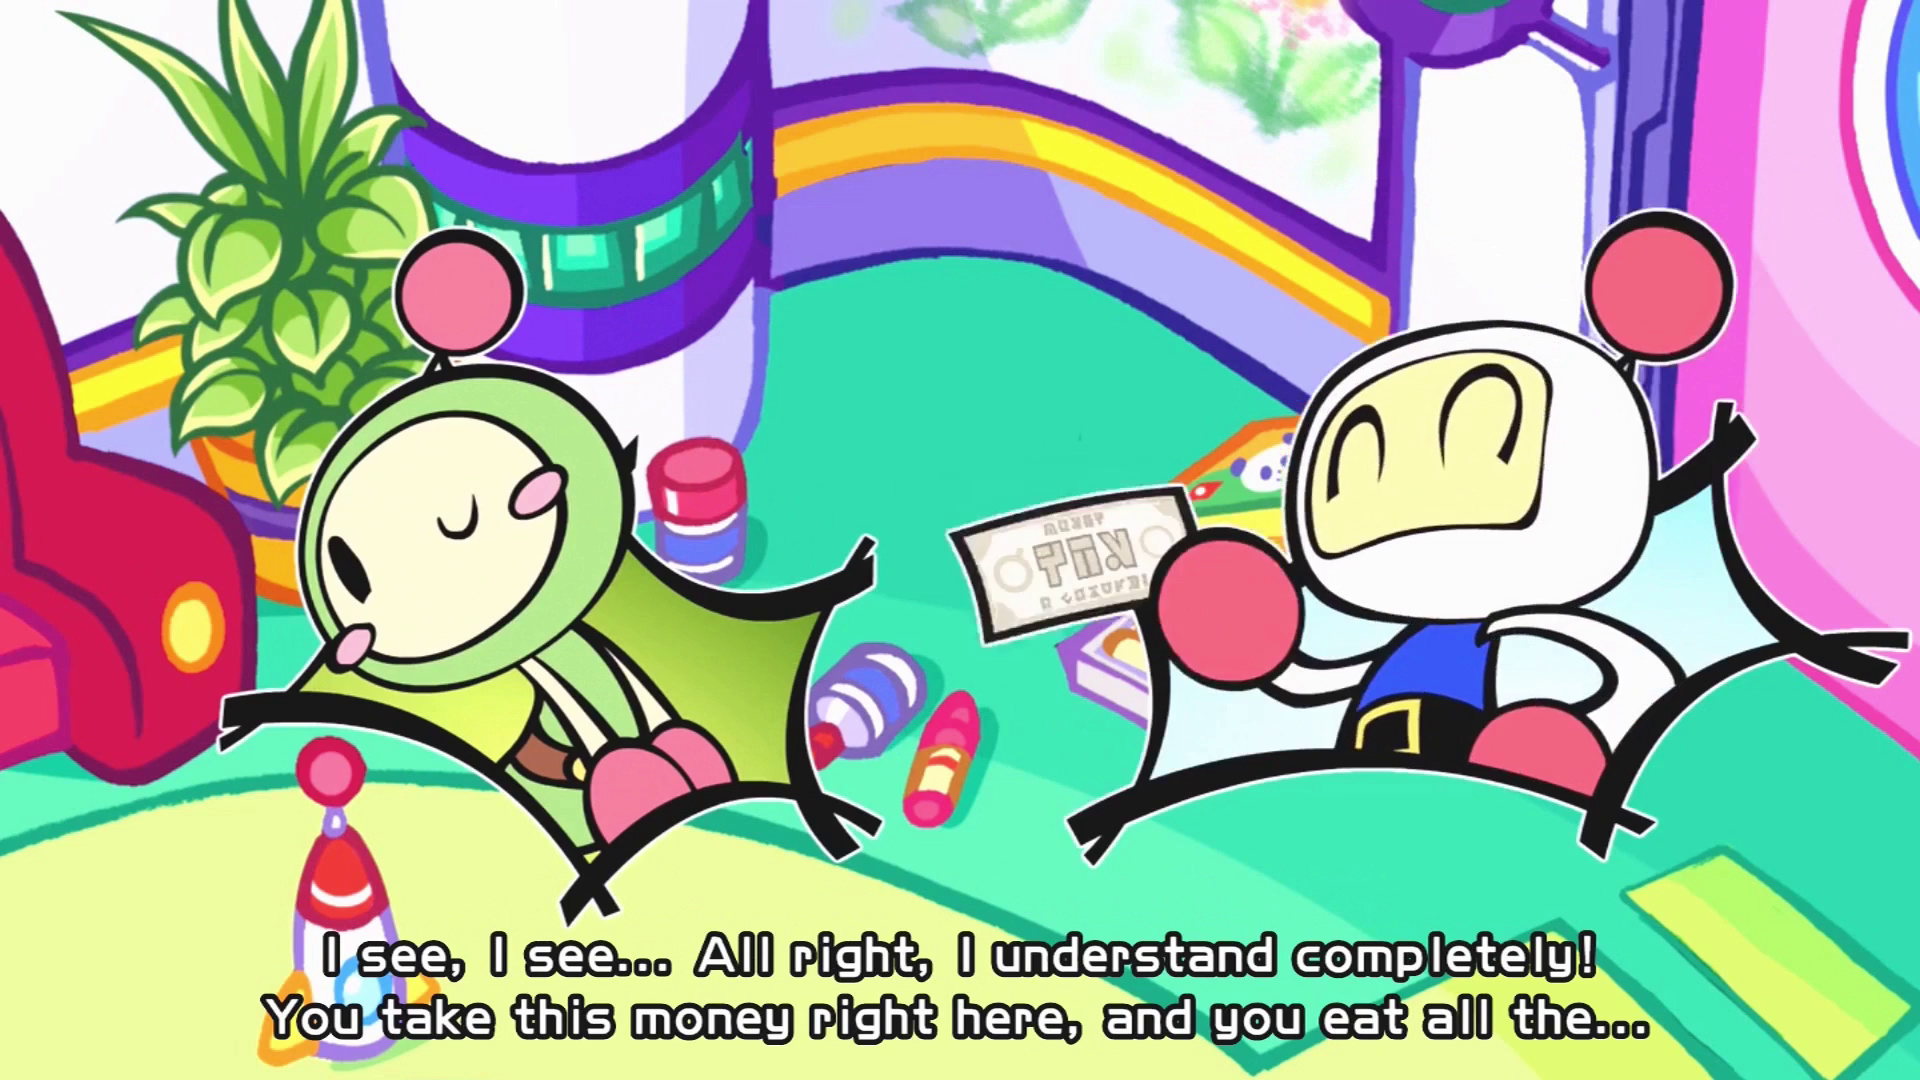 I see, I see... All right, I understand completely!
You take this money right here, and you eat all the...